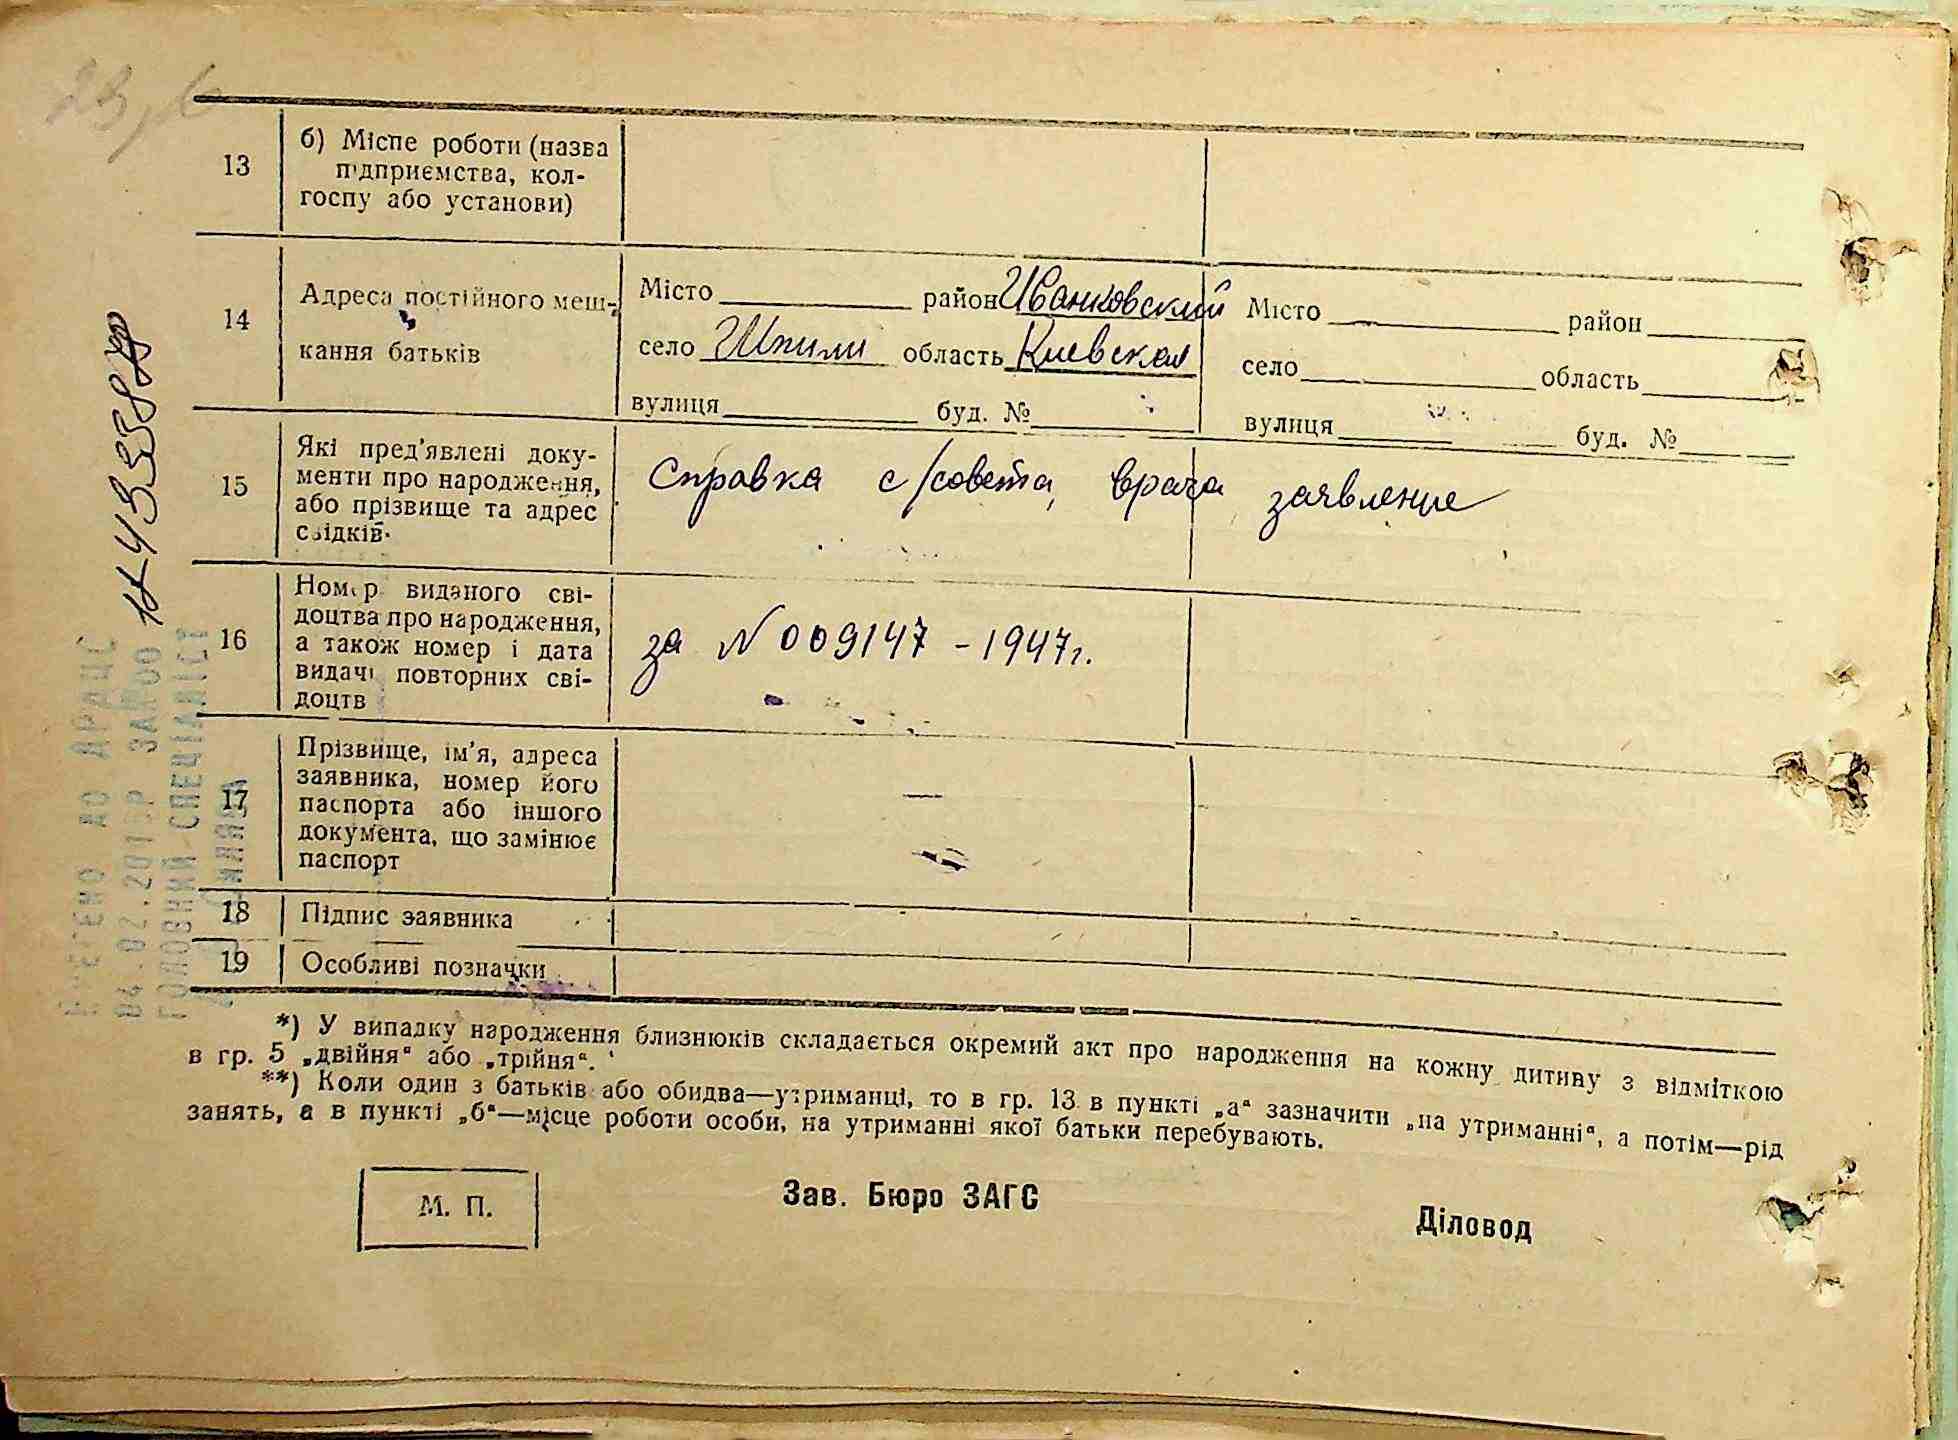 13
б) Місце роботи (назва
підприємства, кол-
госпу або установи)
14
Адреса постійного меш-
кання батьків
Місто район Иванковский
село Шпили область Киевская
вулиця буд. №
Місто район
село область
вулиця буд. №
15
Які пред'явлені доку-
менти про народження,
або прізвище та адрес
свідків.
Справка с/совета, врача заявление
16
Номер виданого сві-
доцтва про народження,
а також номер і дата
видачі повторних сві-
доцтв
за N 009147 - 1947г.
17
Прізвище, ім'я, адреса
заявника, номер його
паспорта або іншого
документа, що замінює
паспорт
—
18
Підпис заявника
19
Особливі позначки
*) У випадку народження близнюків складається окремий акт про народження на кожну дитину з відміткою
в гр. 5 „двійня“ або „трійня“.
**) Коли один з батьків або обидва—утриманці, то в гр. 13 в пункті „а“ зазначити „на утриманні“, а потім—рід
занять, а в пункті „б“—місце роботи особи, на утриманні якої батьки перебувають.
М. П.
Зав. Бюро ЗАГС
Діловод
ВНЕСЕНО ДО ДРАЦС
ГОЛОВНИЙ СПЕЦІАЛІСТ